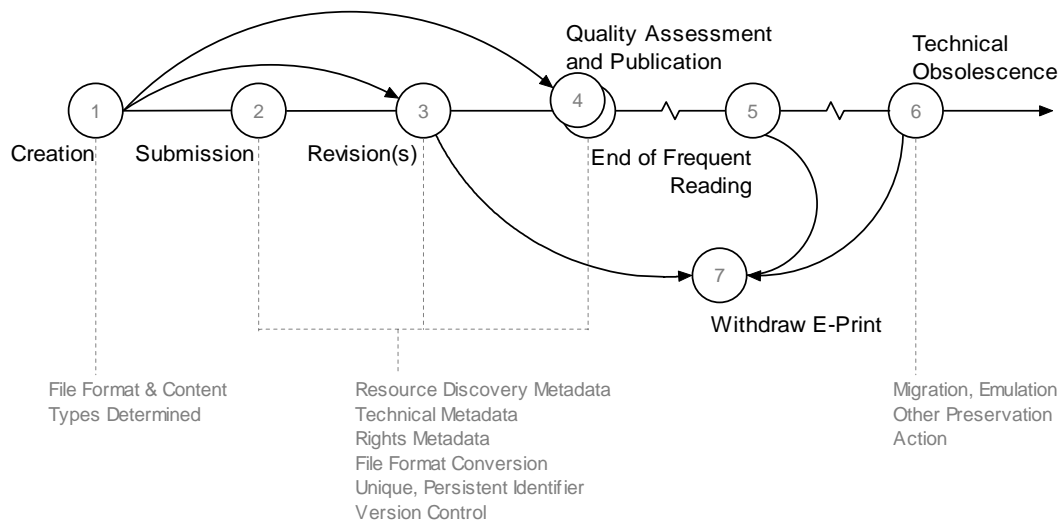 Quality Assessment
and Publication
Technical
Obsolescence
1
2
3
4
5
6
Creation
Submission
Revision(s)
End of Frequent
Reading
7
Withdraw E-Print
File Format & Content
Types Determined
Resource Discovery Metadata
Technical Metadata
Rights Metadata
File Format Conversion
Unique, Persistent Identifier
Version Control
Migration, Emulation
Other Preservation
Action